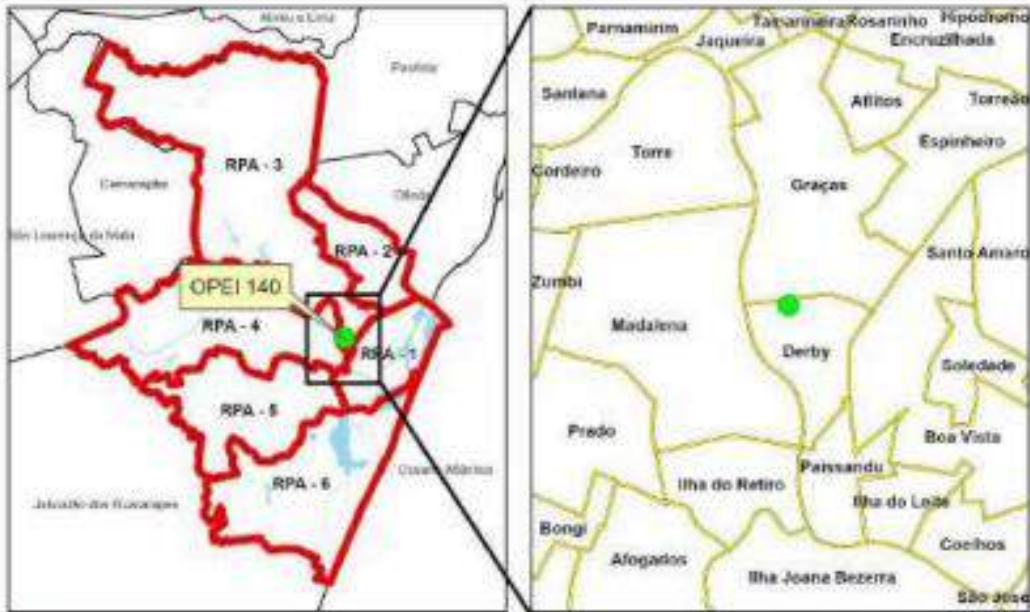 Paulista
RPA - 3
Camaragibe
Olinda
São Lourenço da Mata
RPA - 2
OPEI 140
RPA - 4
RPA - 1
RPA - 5
RPA - 6
Oceano Atlântico
Jaboatão dos Guararapes
Parnamirim
Tamarineira
Rosarinho
Hipódromo
Jaqueira
Encruzilhada
Santana
Aflitos
Torreão
Torre
Espinheiro
Cordeiro
Graças
Santo Amaro
Zumbi
Madalena
Derby
Soledade
Prado
Boa Vista
Paissandu
Ilha do Retiro
Ilha do Leite
Bongi
Coelhos
Afogados
Ilha Joana Bezerra
São José